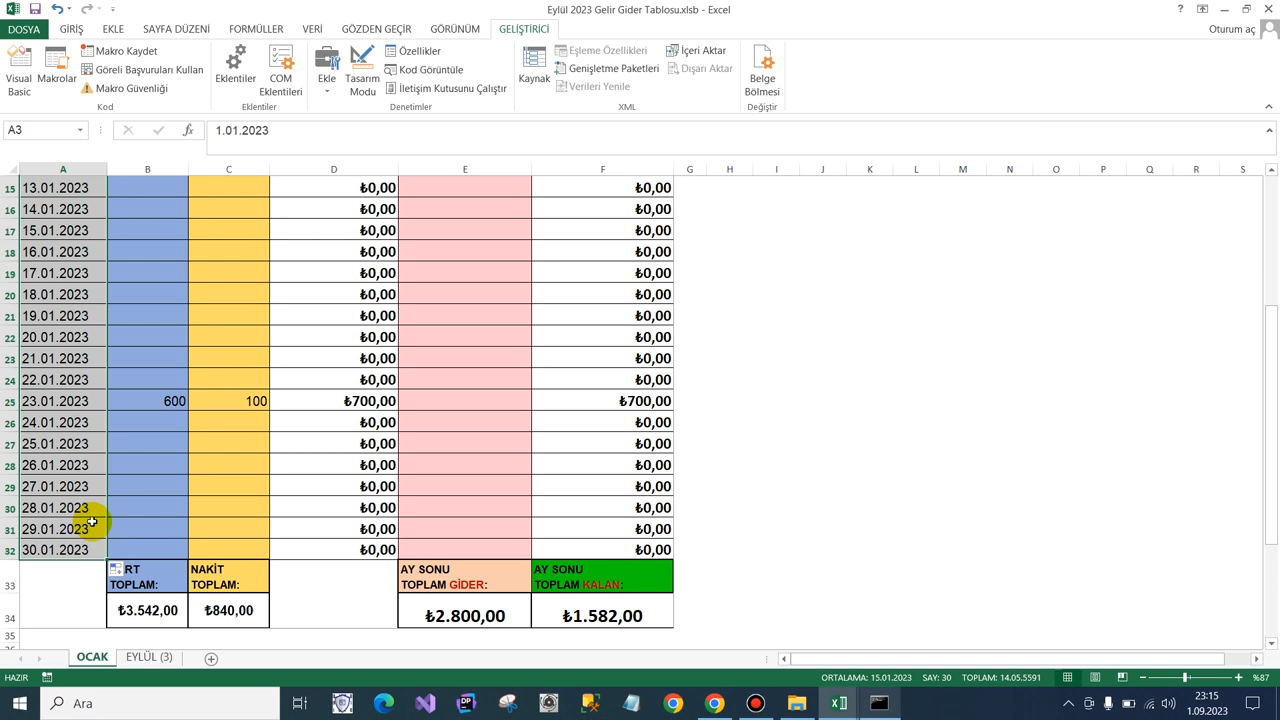 Eylül 2023 Gelir Gider Tablosu.xlsb - Excel
DOSYA GİRİŞ EKLE SAYFA DÜZENİ FORMÜLLER VERİ GÖZDEN GEÇİR GÖRÜNÜM GELİŞTİRİCİ Oturum aç
Visual Basic
Makrolar
Makro Kaydet
Göreli Başvuruları Kullan
Makro Güvenliği
Kod
Eklentiler
COM Eklentileri
Eklentiler
Ekle
Tasarım Modu
Özellikler
Kod Görüntüle
İletişim Kutusunu Çalıştır
Denetimler
Kaynak
Eşleme Özellikleri
Genişletme Paketleri
Verileri Yenile
İçeri Aktar
Dışarı Aktar
XML
Belge Bölmesi
Değiştir
A3 fx 1.01.2023
A B C D E F G H I J K L M N O P Q R S
15 13.01.2023 ₺0,00 ₺0,00
16 14.01.2023 ₺0,00 ₺0,00
17 15.01.2023 ₺0,00 ₺0,00
18 16.01.2023 ₺0,00 ₺0,00
19 17.01.2023 ₺0,00 ₺0,00
20 18.01.2023 ₺0,00 ₺0,00
21 19.01.2023 ₺0,00 ₺0,00
22 20.01.2023 ₺0,00 ₺0,00
23 21.01.2023 ₺0,00 ₺0,00
24 22.01.2023 ₺0,00 ₺0,00
25 23.01.2023 600 100 ₺700,00 ₺700,00
26 24.01.2023 ₺0,00 ₺0,00
27 25.01.2023 ₺0,00 ₺0,00
28 26.01.2023 ₺0,00 ₺0,00
29 27.01.2023 ₺0,00 ₺0,00
30 28.01.2023 ₺0,00 ₺0,00
31 29.01.2023 ₺0,00 ₺0,00
32 30.01.2023 ₺0,00 ₺0,00
RT NAKİT AY SONU AY SONU
33 TOPLAM: TOPLAM: TOPLAM GİDER: TOPLAM KALAN:
34 ₺3.542,00 ₺840,00 ₺2.800,00 ₺1.582,00
35
OCAK EYLÜL (3)
HAZIR ORTALAMA: 15.01.2023 SAY: 30 TOPLAM: 14.05.5591 %87
Ara 23:15
1.09.2023